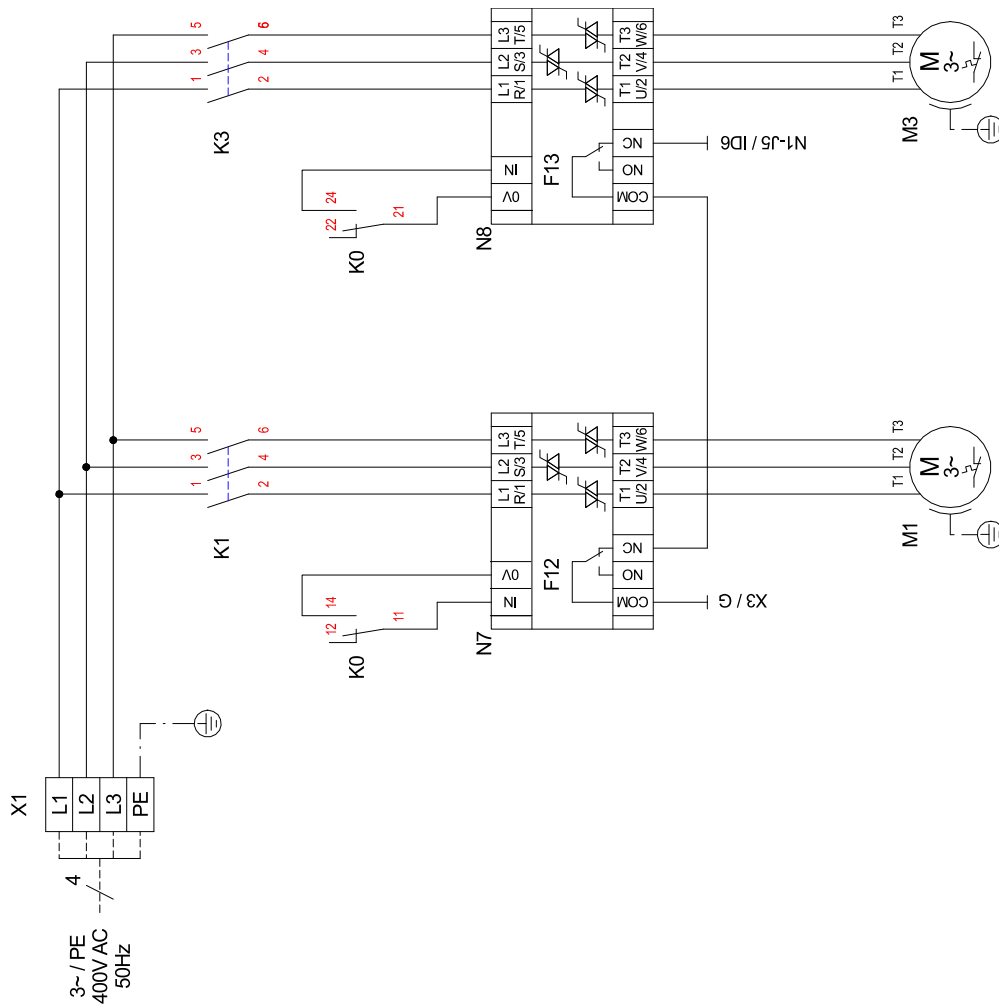 3~ / PE
400V AC
50Hz
4
X1
L1
L2
L3
PE
1
3
5
2
4
6
K1
1
3
5
2
4
6
K3
K0
12
14
11
K0
22
24
21
N7
IN
0V
L1
R/1
L2
S/3
L3
T/5
F12
COM
NO
NC
T1
U/2
T2
V/4
T3
W/6
X3 / G
N8
0V
IN
L1
R/1
L2
S/3
L3
T/5
F13
COM
NO
NC
T1
U/2
T2
V/4
T3
W/6
N1-J5 / ID6
M1
T1
T2
T3
M
3~
M3
T1
T2
T3
M
3~